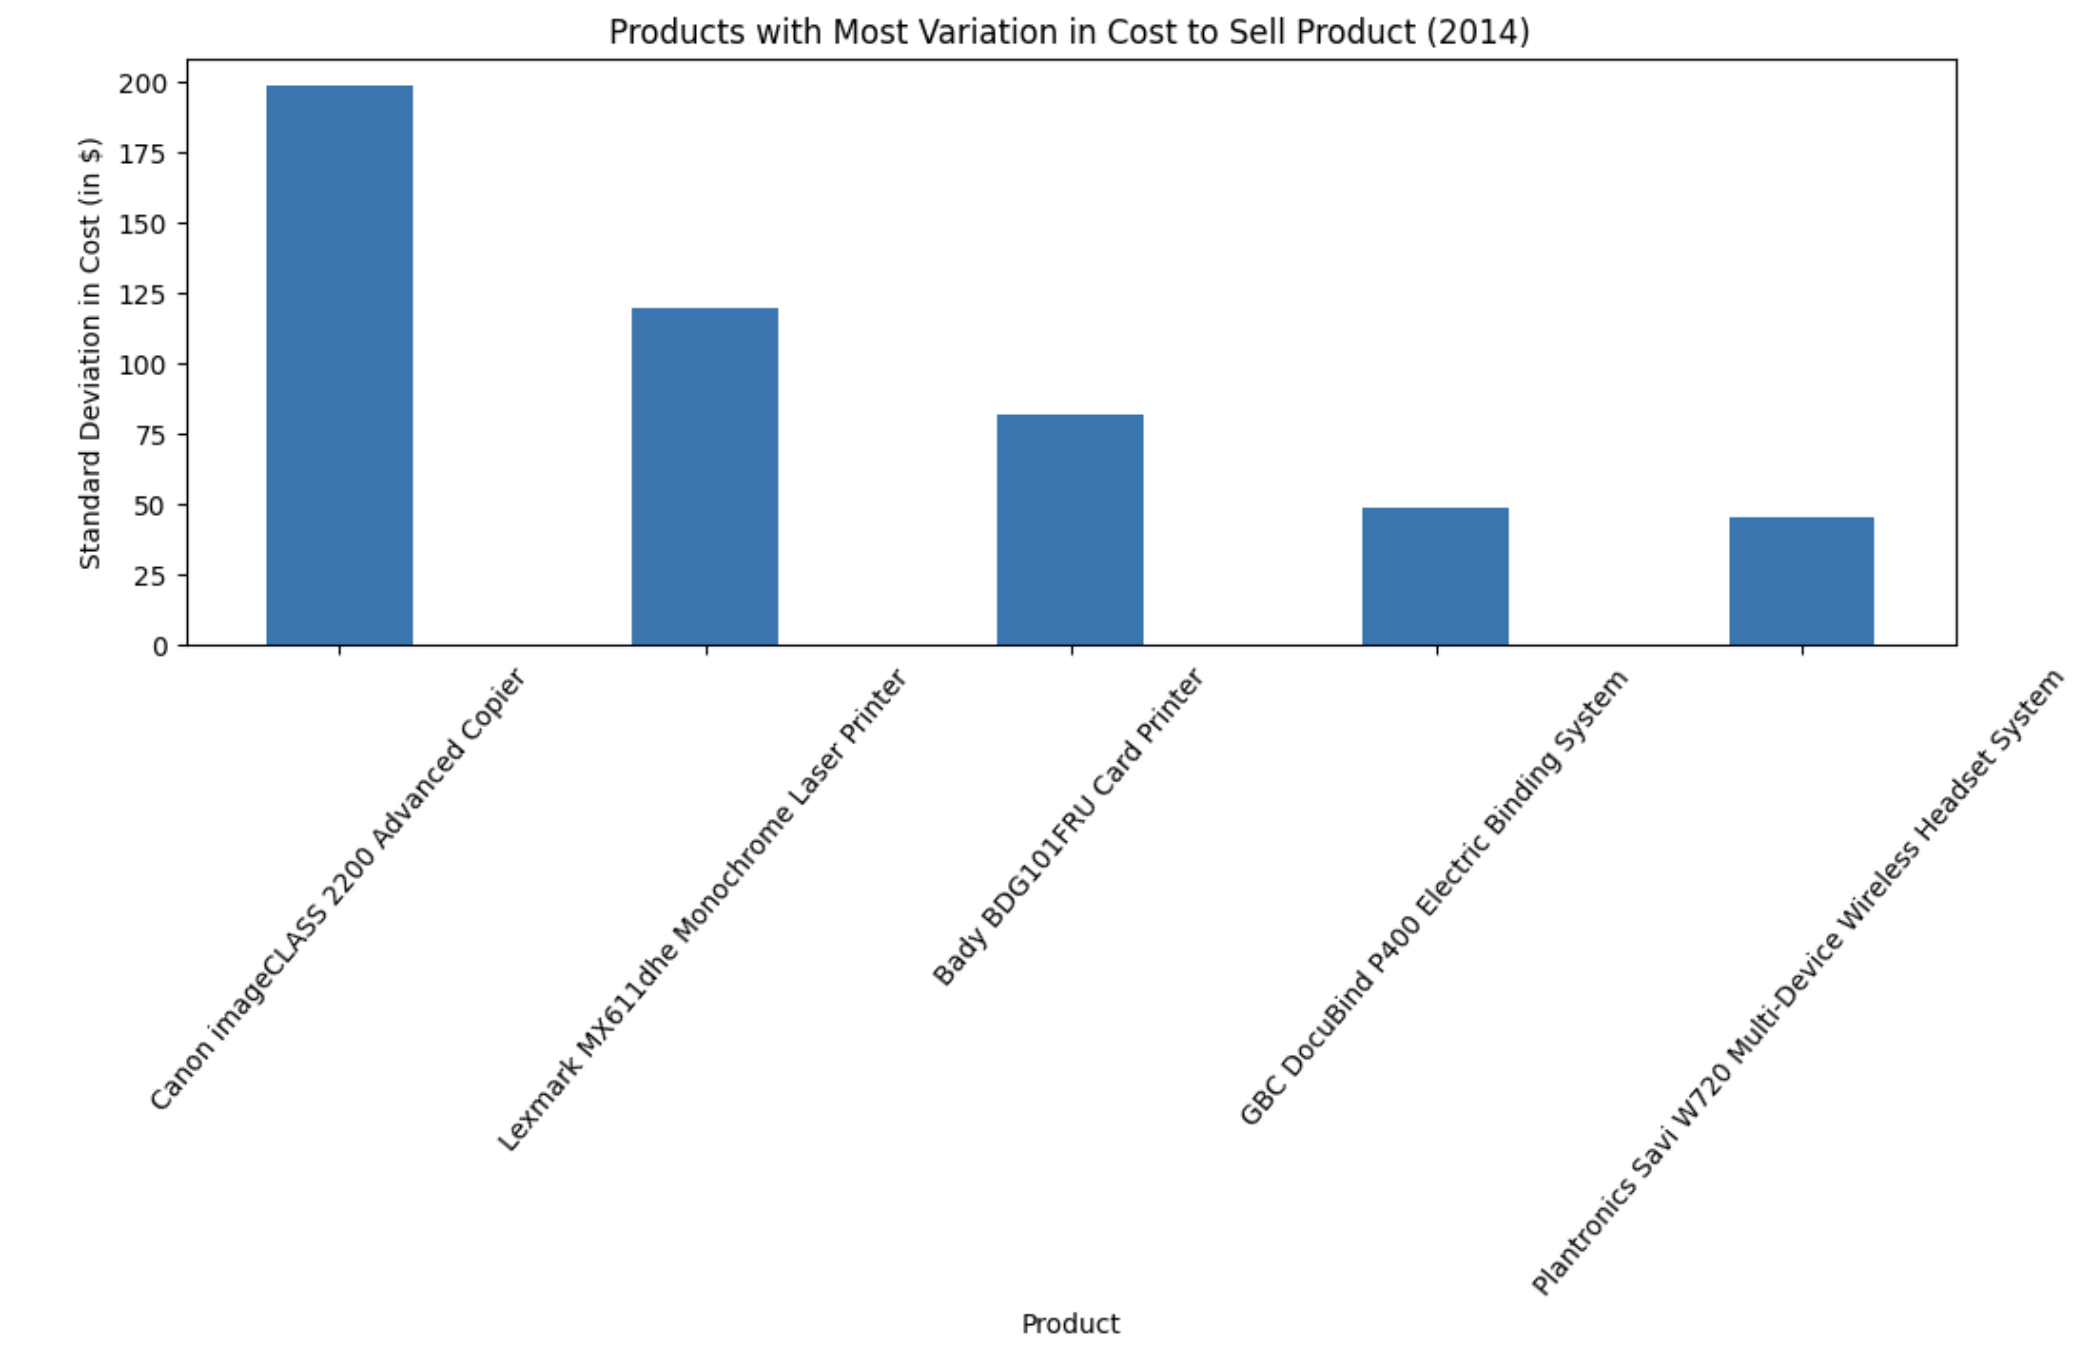 Products with Most Variation in Cost to Sell Product (2014)
Standard Deviation in Cost (in $)
200
175
150
125
100
75
50
25
0
Canon imageCLASS 2200 Advanced Copier
Lexmark MX611dhe Monochrome Laser Printer
Bady BDG101FRU Card Printer
GBC DocuBind P400 Electric Binding System
Plantronics Savi W720 Multi-Device Wireless Headset System
Product